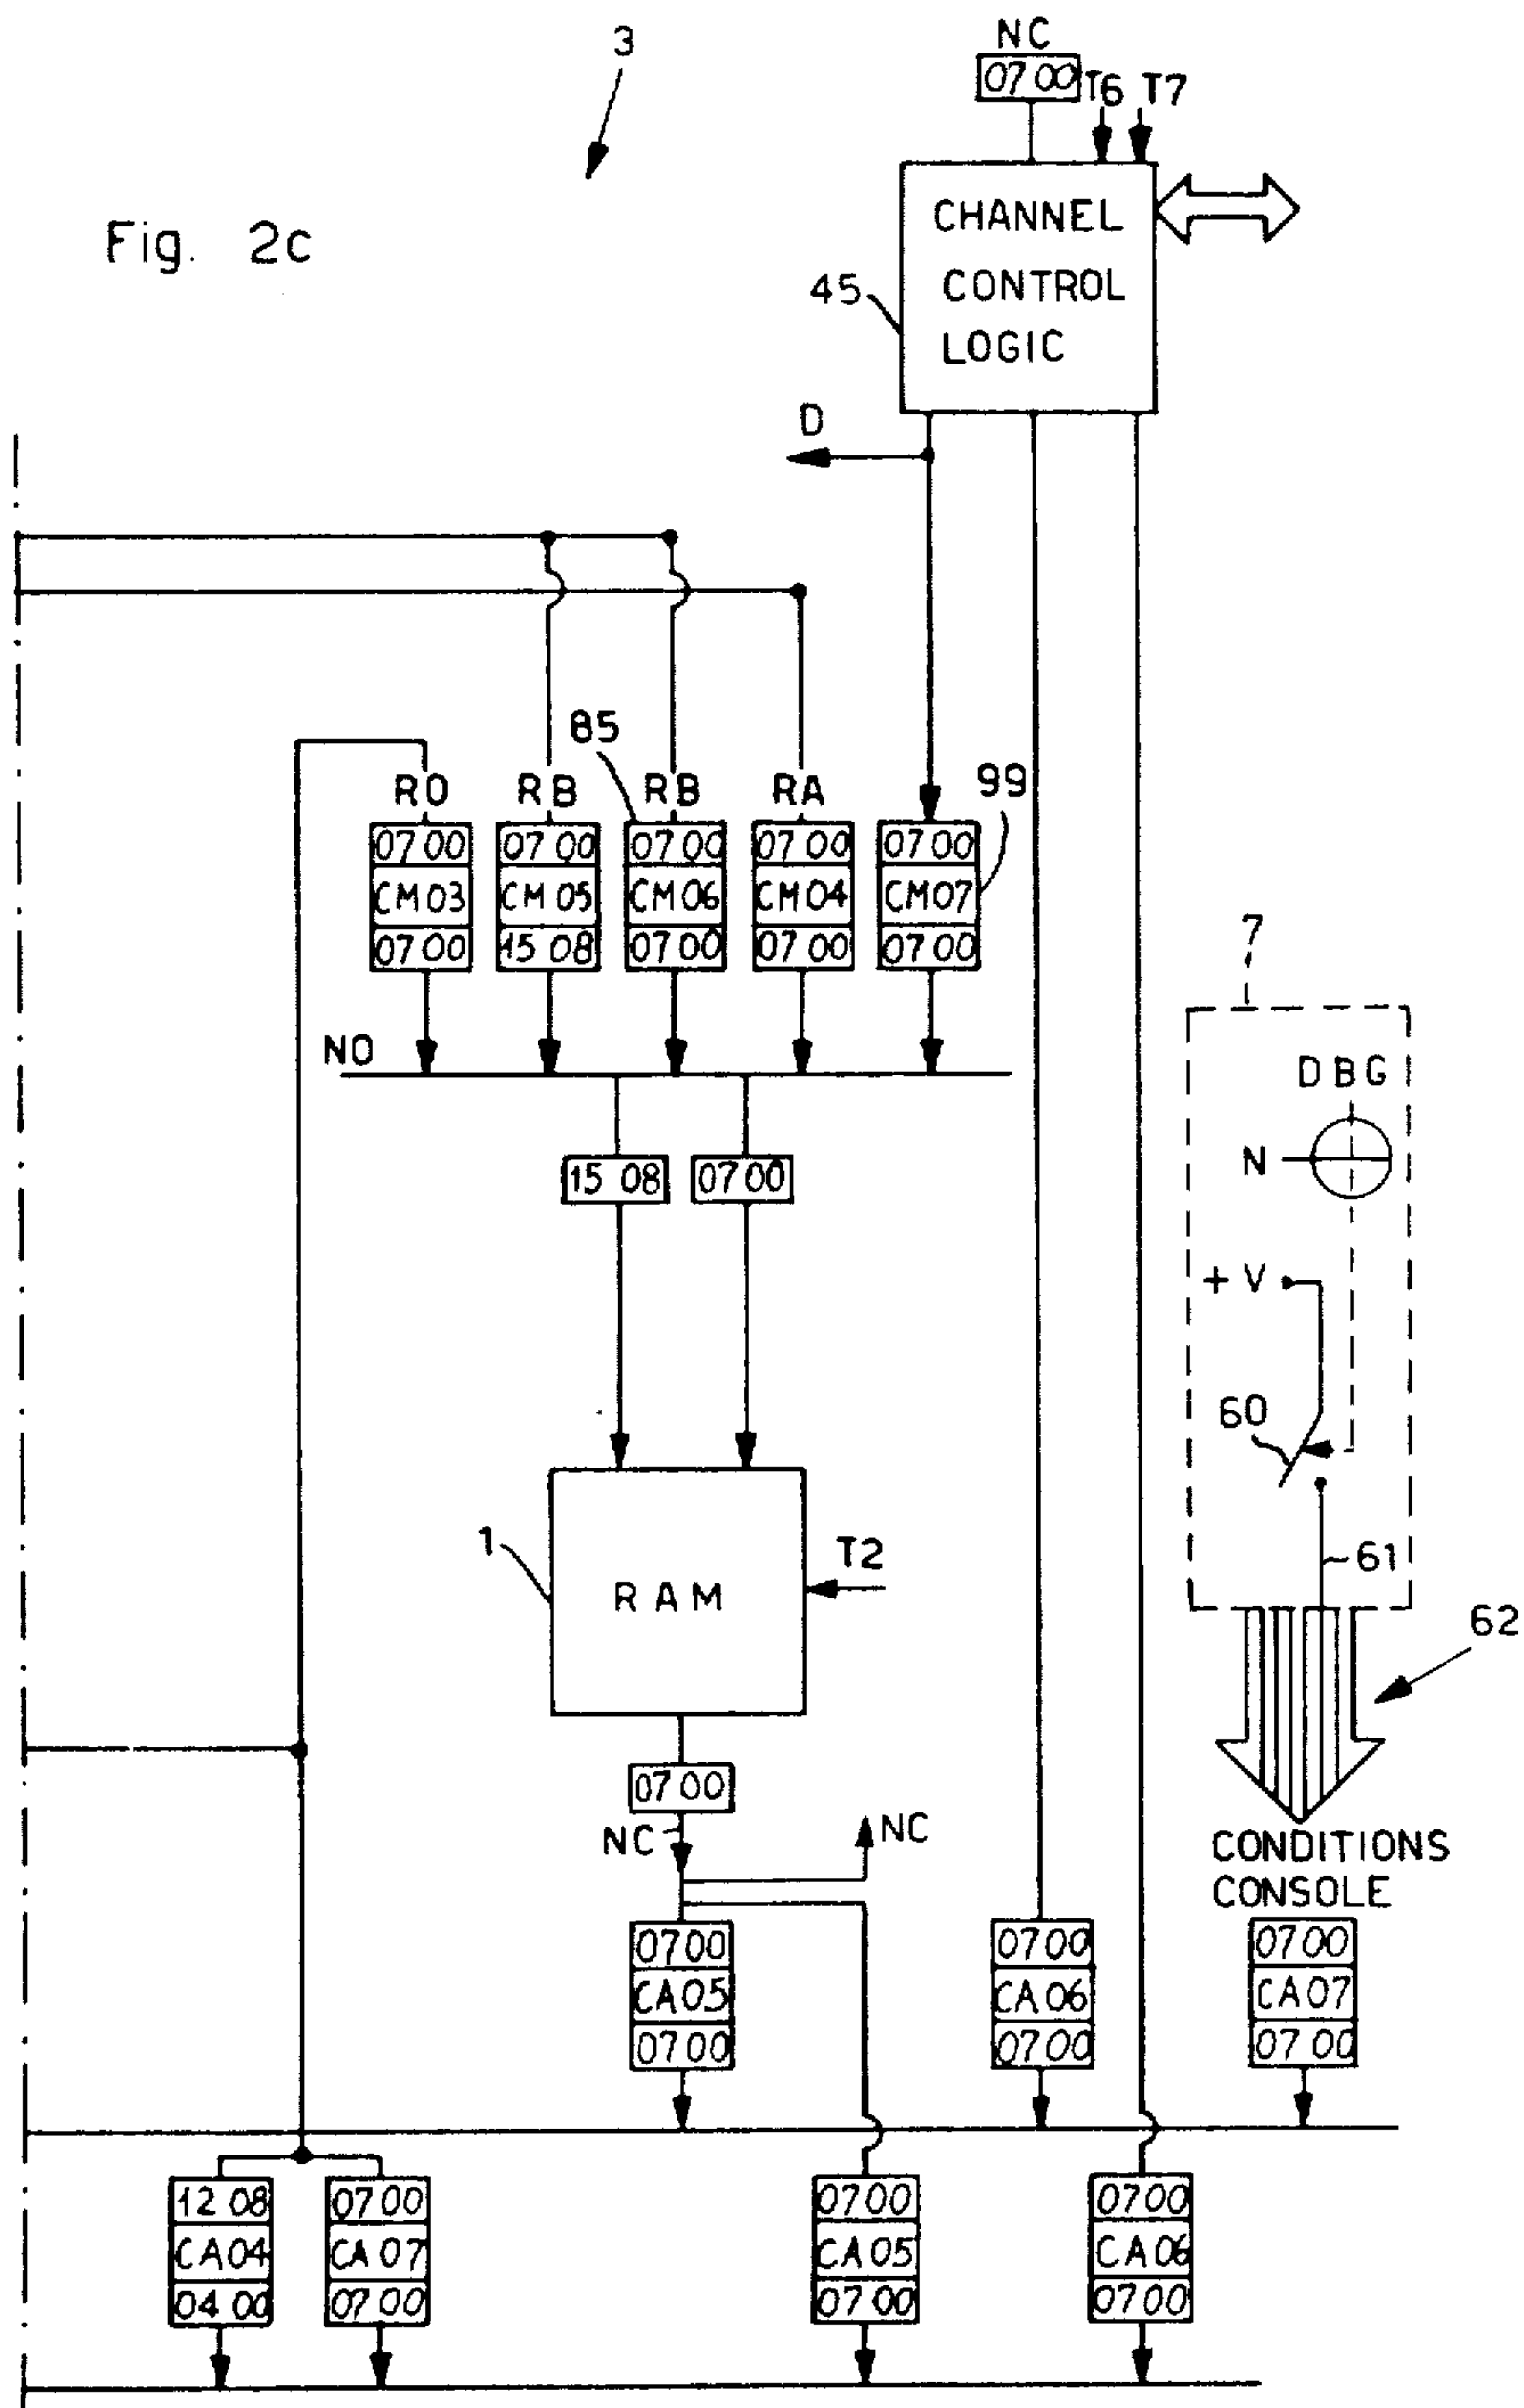 3
NC
07 00
T6 T7
Fig. 2c
CHANNEL
CONTROL
LOGIC
45
D
85
99
RO RB RB RA
07 00 07 00 07 00 07 00 07 00
CM 03 CM 05 CM 06 CM 04 CM 07
07 00 15 08 07 00 07 00 07 00
NO
7
DBG
N
15 08 07 00
+ V
60
1
RAM
T2
61
62
07 00
NC
NC
CONDITIONS
CONSOLE
07 00 07 00 07 00
CA 05 CA 06 CA 07
07 00 07 00 07 00
12 08 07 00 07 00 07 00
CA 04 CA 07 CA 05 CA 06
04 00 07 00 07 00 07 00